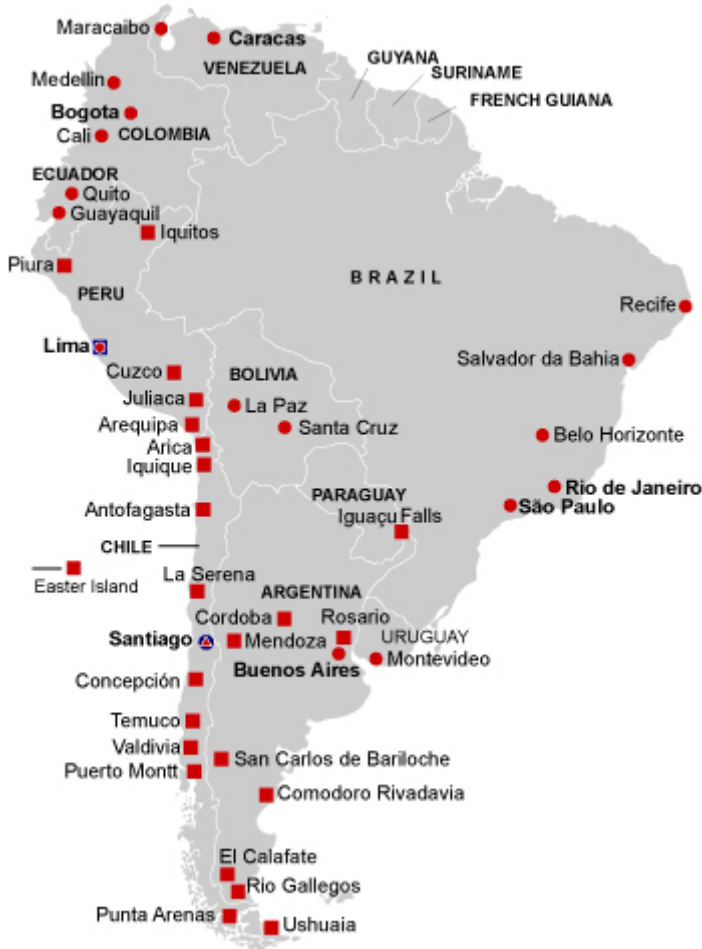 Maracaibo
Caracas
GUYANA
VENEZUELA
SURINAME
Medellin
FRENCH GUIANA
Bogota
Cali
COLOMBIA
ECUADOR
Quito
Guayaquil
Iquitos
Piura
BRAZIL
PERU
Recife
Lima
Salvador da Bahia
Cuzco
BOLIVIA
Juliaca
La Paz
Arequipa
Santa Cruz
Belo Horizonte
Arica
Iquique
Rio de Janeiro
PARAGUAY
São Paulo
Antofagasta
Iguaçu Falls
CHILE
La Serena
Easter Island
ARGENTINA
Cordoba
Rosario
Santiago
Mendoza
URUGUAY
Montevideo
Buenos Aires
Concepción
Temuco
Valdivia
San Carlos de Bariloche
Puerto Montt
Comodoro Rivadavia
El Calafate
Rio Gallegos
Punta Arenas
Ushuaia